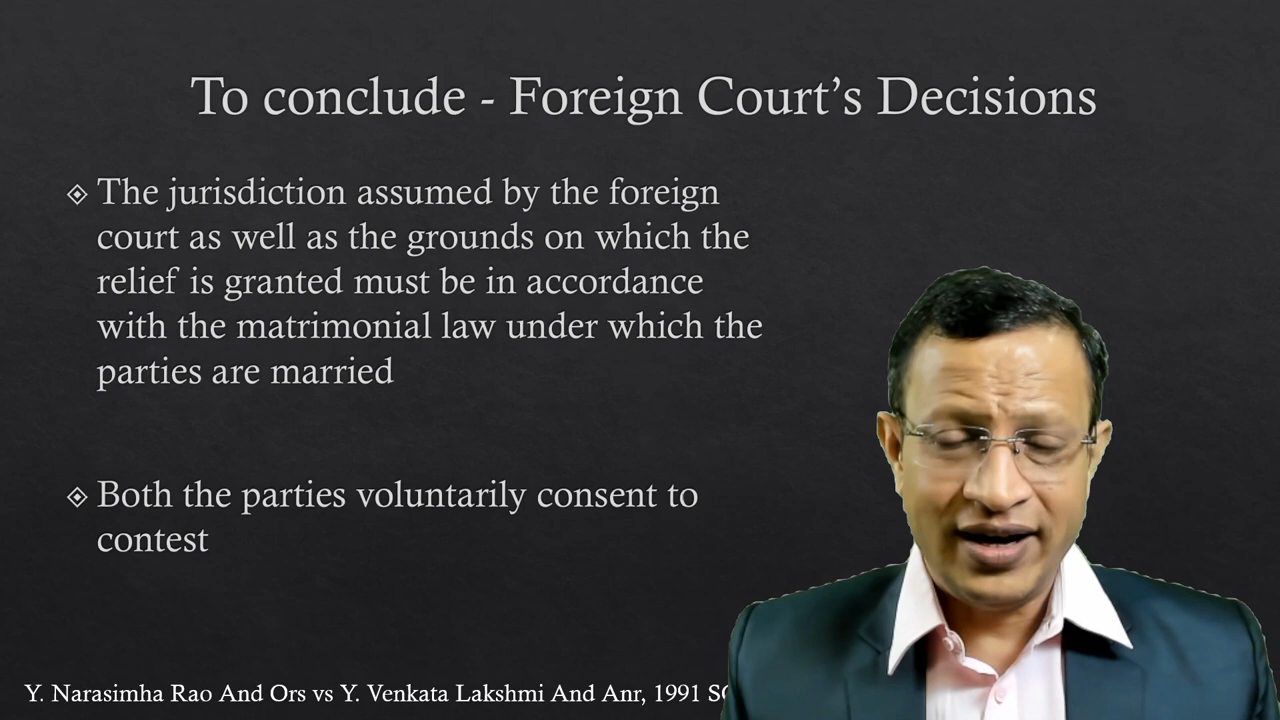 To conclude - Foreign Court's Decisions
The jurisdiction assumed by the foreign
court as well as the grounds on which the
relief is granted must be in accordance
with the matrimonial law under which the
parties are married
Both the parties voluntarily consent to
contest
Y. Narasimha Rao And Ors vs Y. Venkata Lakshmi And Anr, 1991